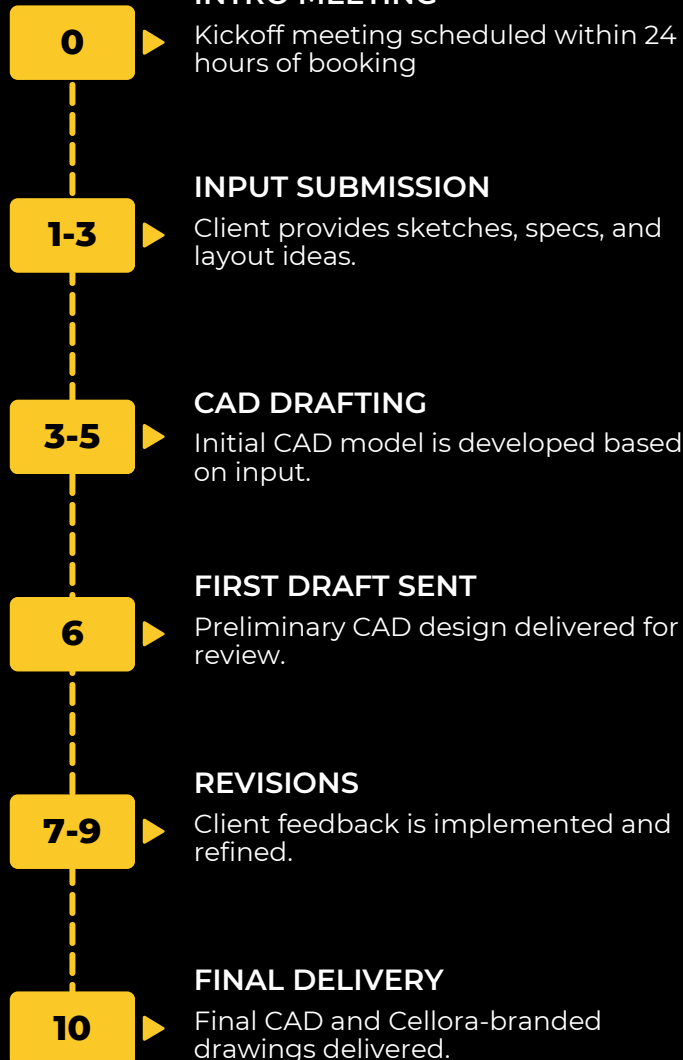 INTRO MEETING
0
Kickoff meeting scheduled within 24
hours of booking
INPUT SUBMISSION
1-3
Client provides sketches, specs, and
layout ideas.
CAD DRAFTING
3-5
Initial CAD model is developed based
on input.
FIRST DRAFT SENT
6
Preliminary CAD design delivered for
review.
REVISIONS
7-9
Client feedback is implemented and
refined.
FINAL DELIVERY
10
Final CAD and Cellora-branded
drawings delivered.